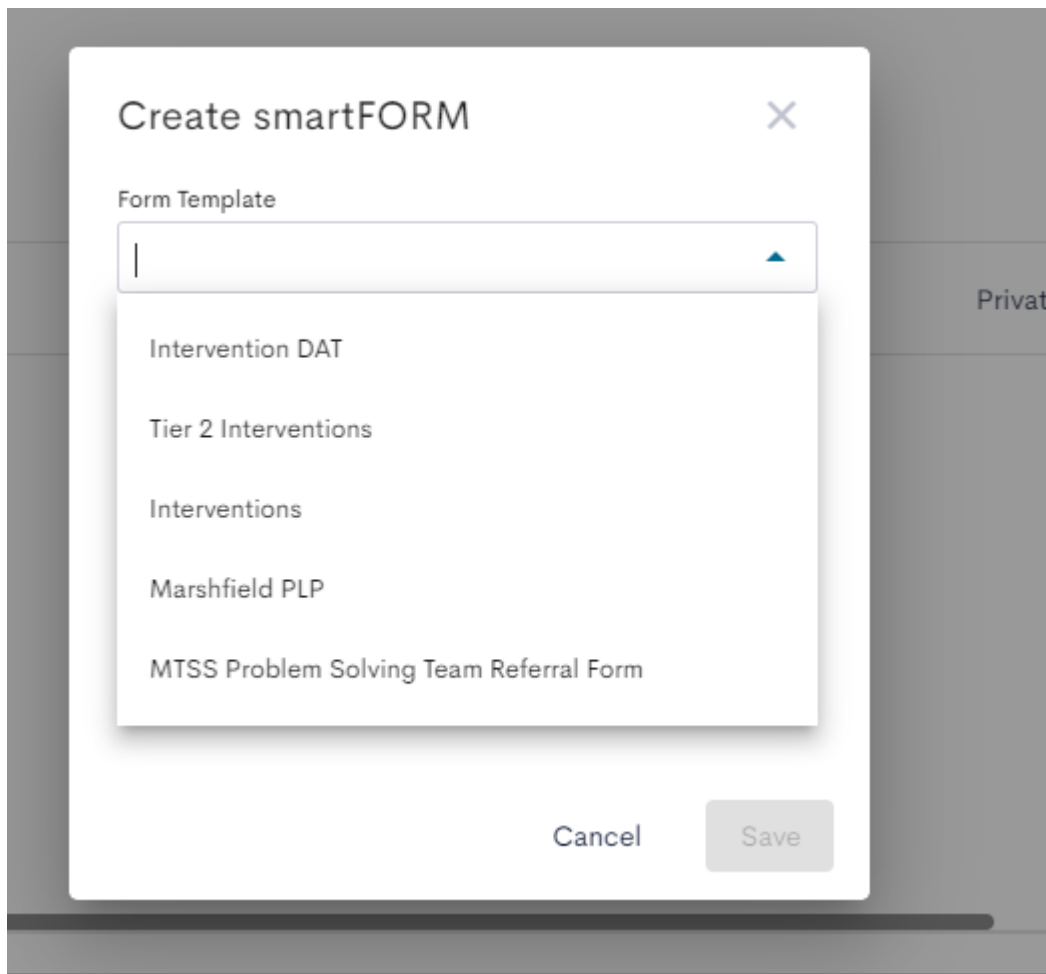 Create smartFORM
Form Template
Privat
Intervention DAT
Tier 2 Interventions
Interventions
Marshfield PLP
MTSS Problem Solving Team Referral Form
Cancel Save